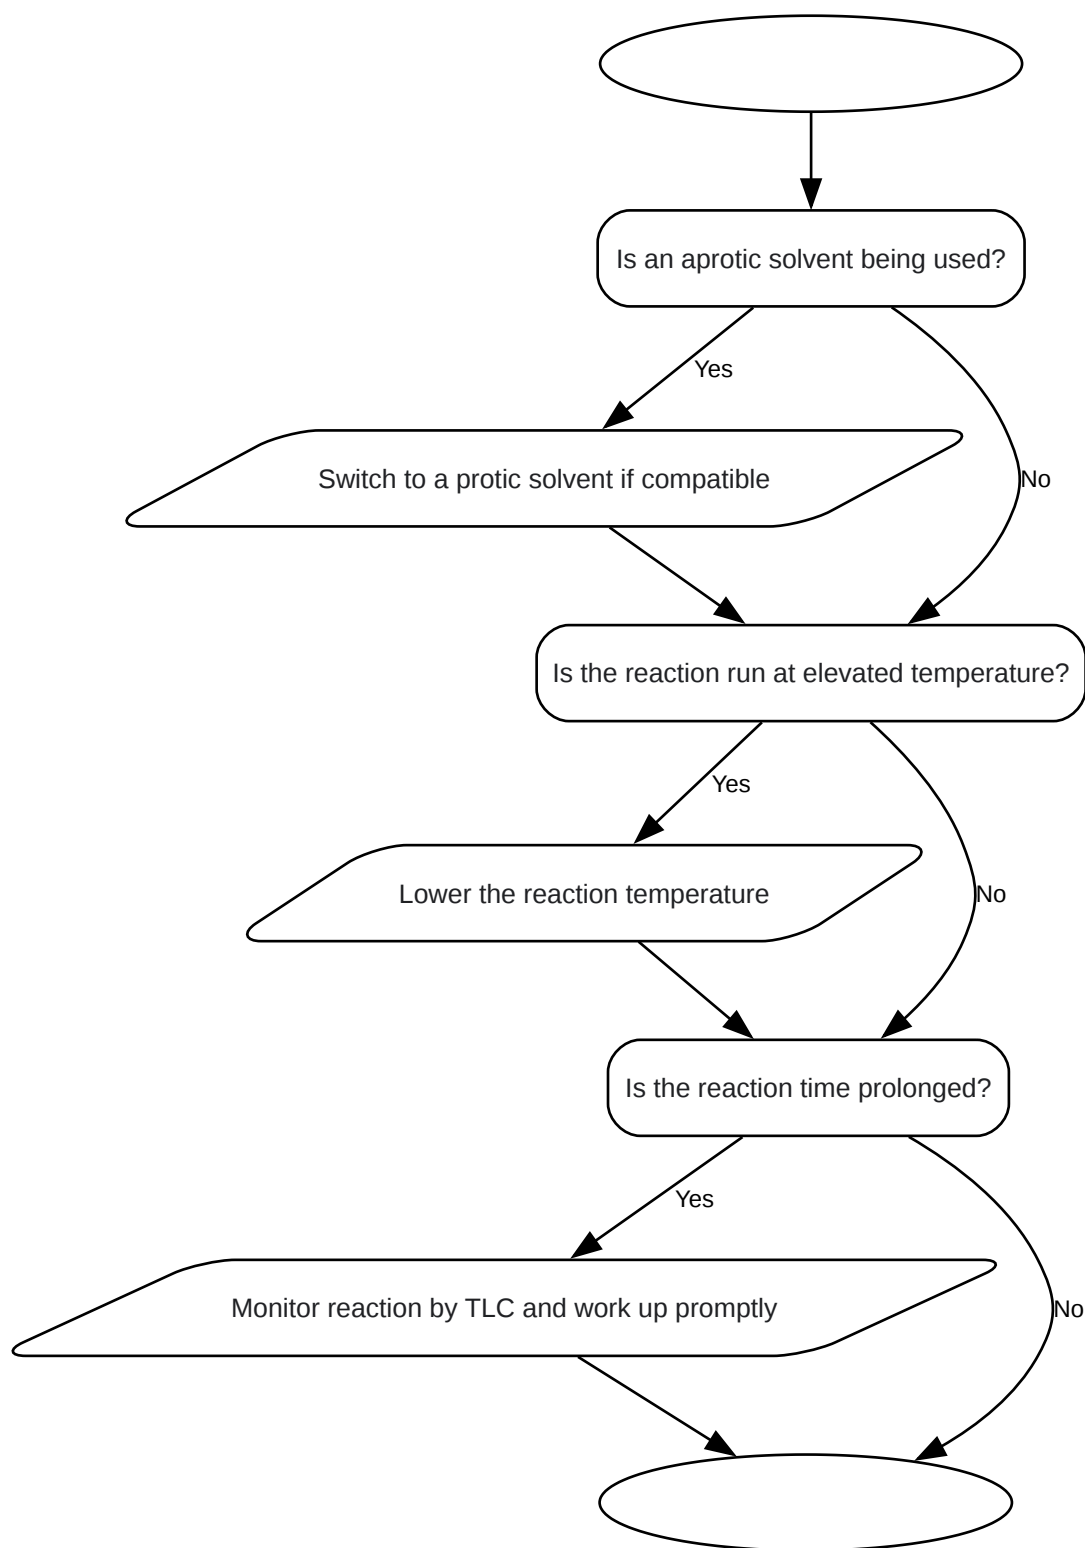 Is an aprotic solvent being used?
Yes
Switch to a protic solvent if compatible
No
Is the reaction run at elevated temperature?
Yes
Lower the reaction temperature
No
Is the reaction time prolonged?
Yes
Monitor reaction by TLC and work up promptly
No